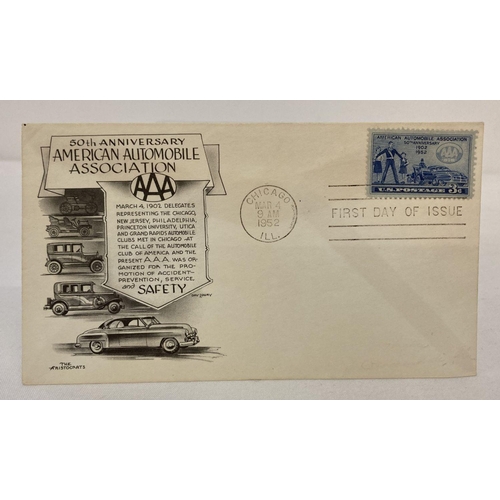 50th ANNIVERSARY
AMERICAN AUTOMOBILE
ASSOCIATION
AAA
MARCH 4, 1902, DELEGATES
REPRESENTING THE CHICAGO,
NEW JERSEY, PHILADELPHIA,
PRINCETON UNIVERSITY, UTICA
AND GRAND RAPIDS AUTOMOBILE
CLUBS MET IN CHICAGO - AT
THE CALL OF THE AUTOMOBILE
CLUB OF AMERICA AND THE
PRESENT A.A.A. WAS OR-
GANIZED FOR THE PRO-
MOTION OF ACCIDENT-
PREVENTION, SERVICE,
and SAFETY
THE
ARISTOCRATS
CHICAGO
MAR 4
9 AM
1952
ILL.
AMERICAN AUTOMOBILE ASSOCIATION
50TH ANNIVERSARY
1902
1952
U.S. POSTAGE 3¢
FIRST DAY OF ISSUE